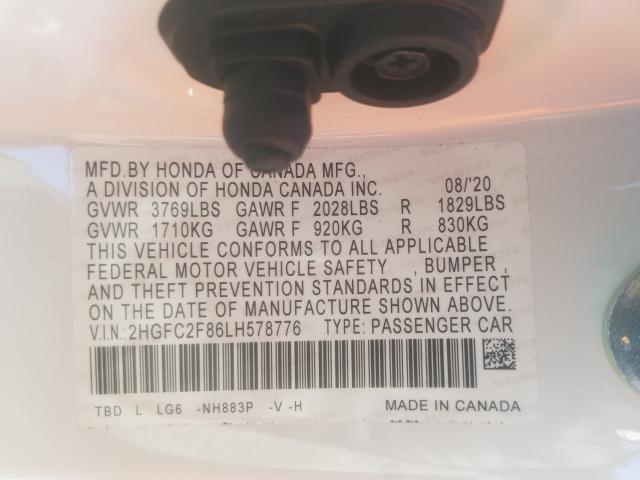 MFD.BY HONDA OF CANADA MFG.,
A DIVISION OF HONDA CANADA INC. 08/'20
GVWR 3769LBS GAWR F 2028LBS R 1829LBS
GVWR 1710KG GAWR F 920KG R 830KG
THIS VEHICLE CONFORMS TO ALL APPLICABLE
FEDERAL MOTOR VEHICLE SAFETY , BUMPER ,
AND THEFT PREVENTION STANDARDS IN EFFECT
ON THE DATE OF MANUFACTURE SHOWN ABOVE.
V.I.N.:2HGFC2F86LH578776 TYPE: PASSENGER CAR
TBD L LG6 -NH883P -V -H MADE IN CANADA